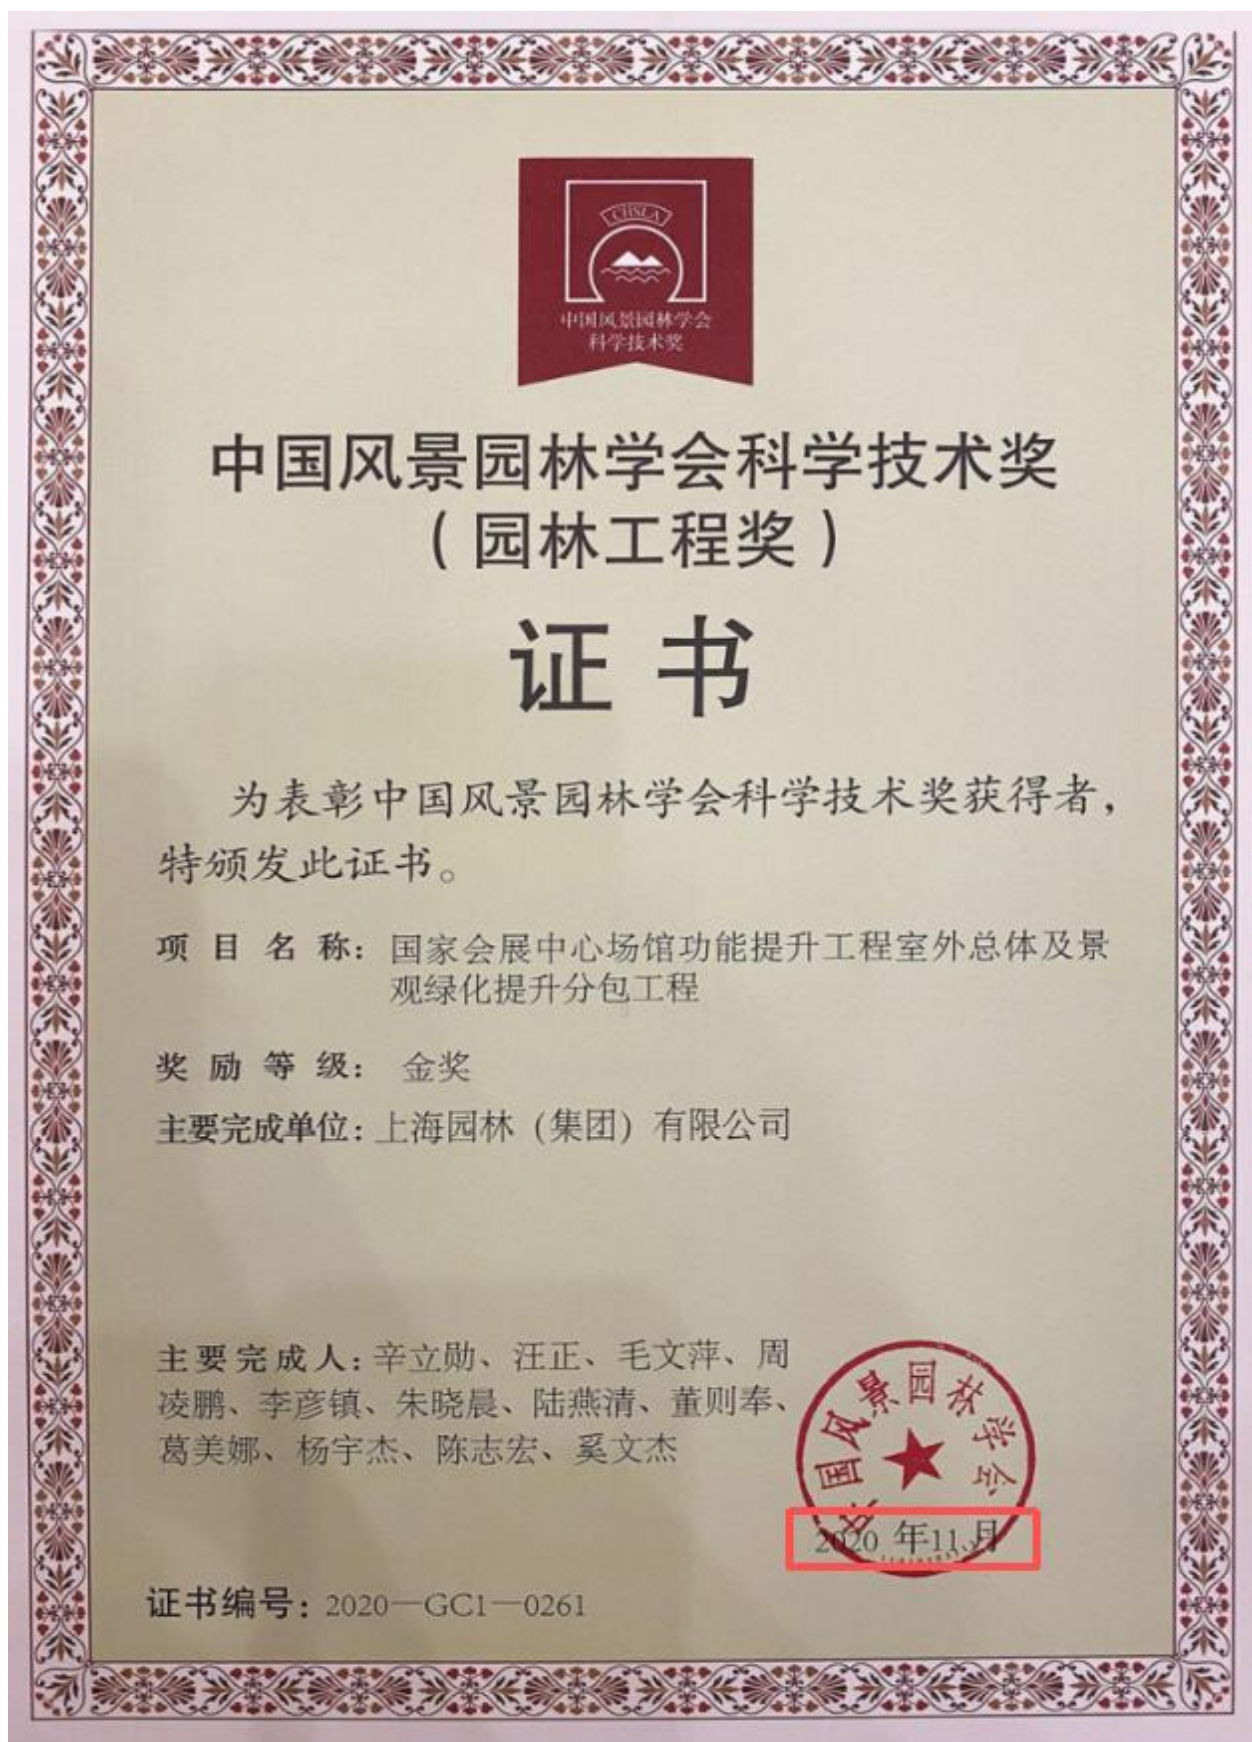 CHSLA
中国风景园林学会
科学技术奖
中国风景园林学会科学技术奖
（园林工程奖）
证书
为表彰中国风景园林学会科学技术奖获得者，
特颁发此证书。
项目名称：国家会展中心场馆功能提升工程室外总体及景
观绿化提升分包工程
奖励等级：金奖
主要完成单位：上海园林（集团）有限公司
主要完成人：辛立勋、汪正、毛文萍、周
凌鹏、李彦镇、朱晓晨、陆燕清、董则奉、
葛美娜、杨宇杰、陈志宏、奚文杰
中国风景园林学会
2020 年11月
证书编号：2020—GC1—0261